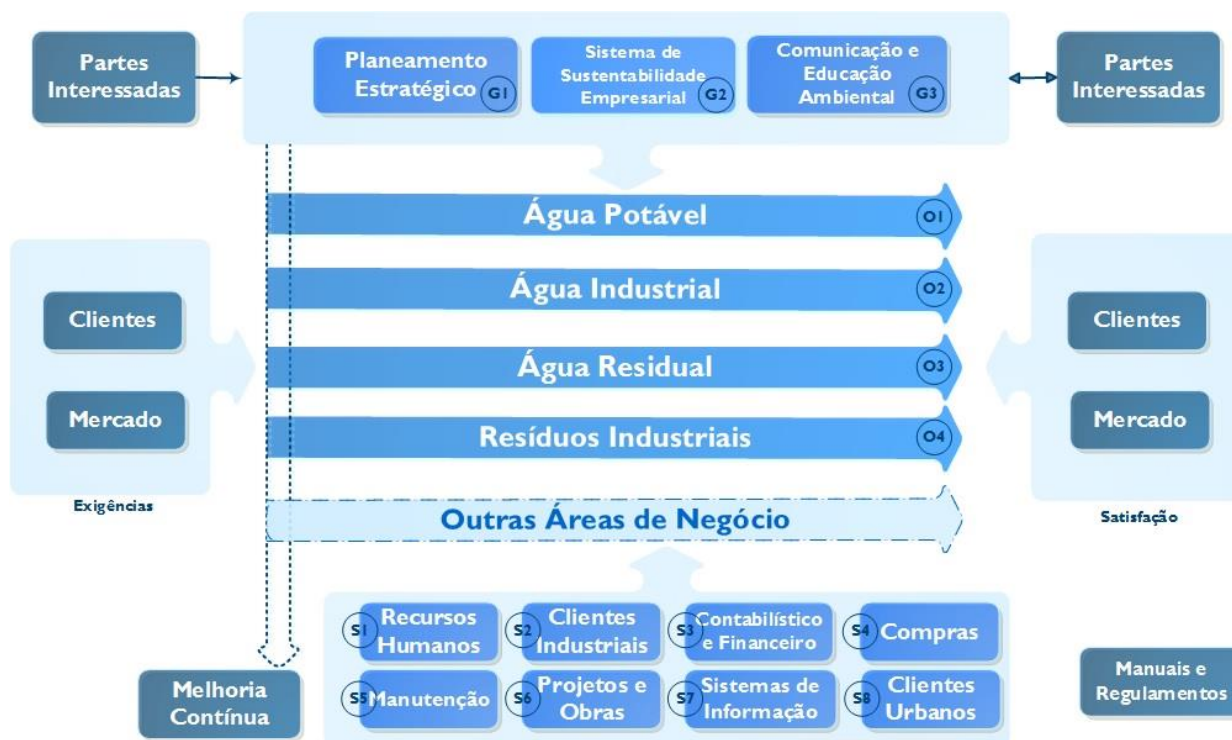 Partes
Interessadas
Planeamento
Estratégico
G1
Sistema de
Sustentabilidade
Empresarial
G2
Comunicação e
Educação
Ambiental
G3
Partes
Interessadas
Água Potável
O1
Água Industrial
O2
Água Residual
O3
Resíduos Industriais
O4
Outras Áreas de Negócio
Clientes
Mercado
Exigências
Clientes
Mercado
Satisfação
S1
Recursos
Humanos
S2
Clientes
Industriais
S3
Contabilístico
e Financeiro
S4
Compras
S5
Manutenção
S6
Projetos e
Obras
S7
Sistemas de
Informação
S8
Clientes
Urbanos
Melhoria
Contínua
Manuais e
Regulamentos